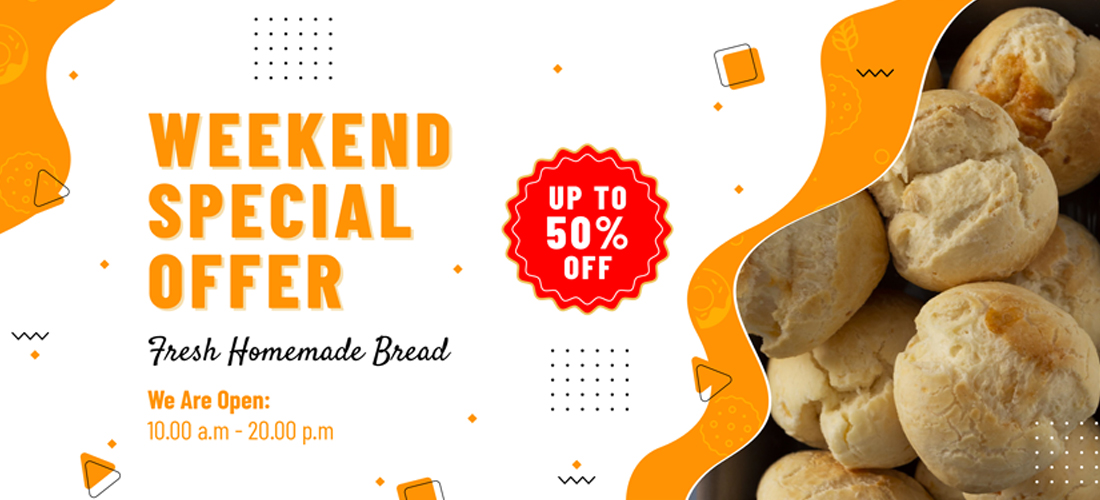 WEEKEND
SPECIAL
OFFER
Fresh Homemade Bread
We Are Open:
10.00 a.m - 20.00 p.m
UP TO
50%
OFF